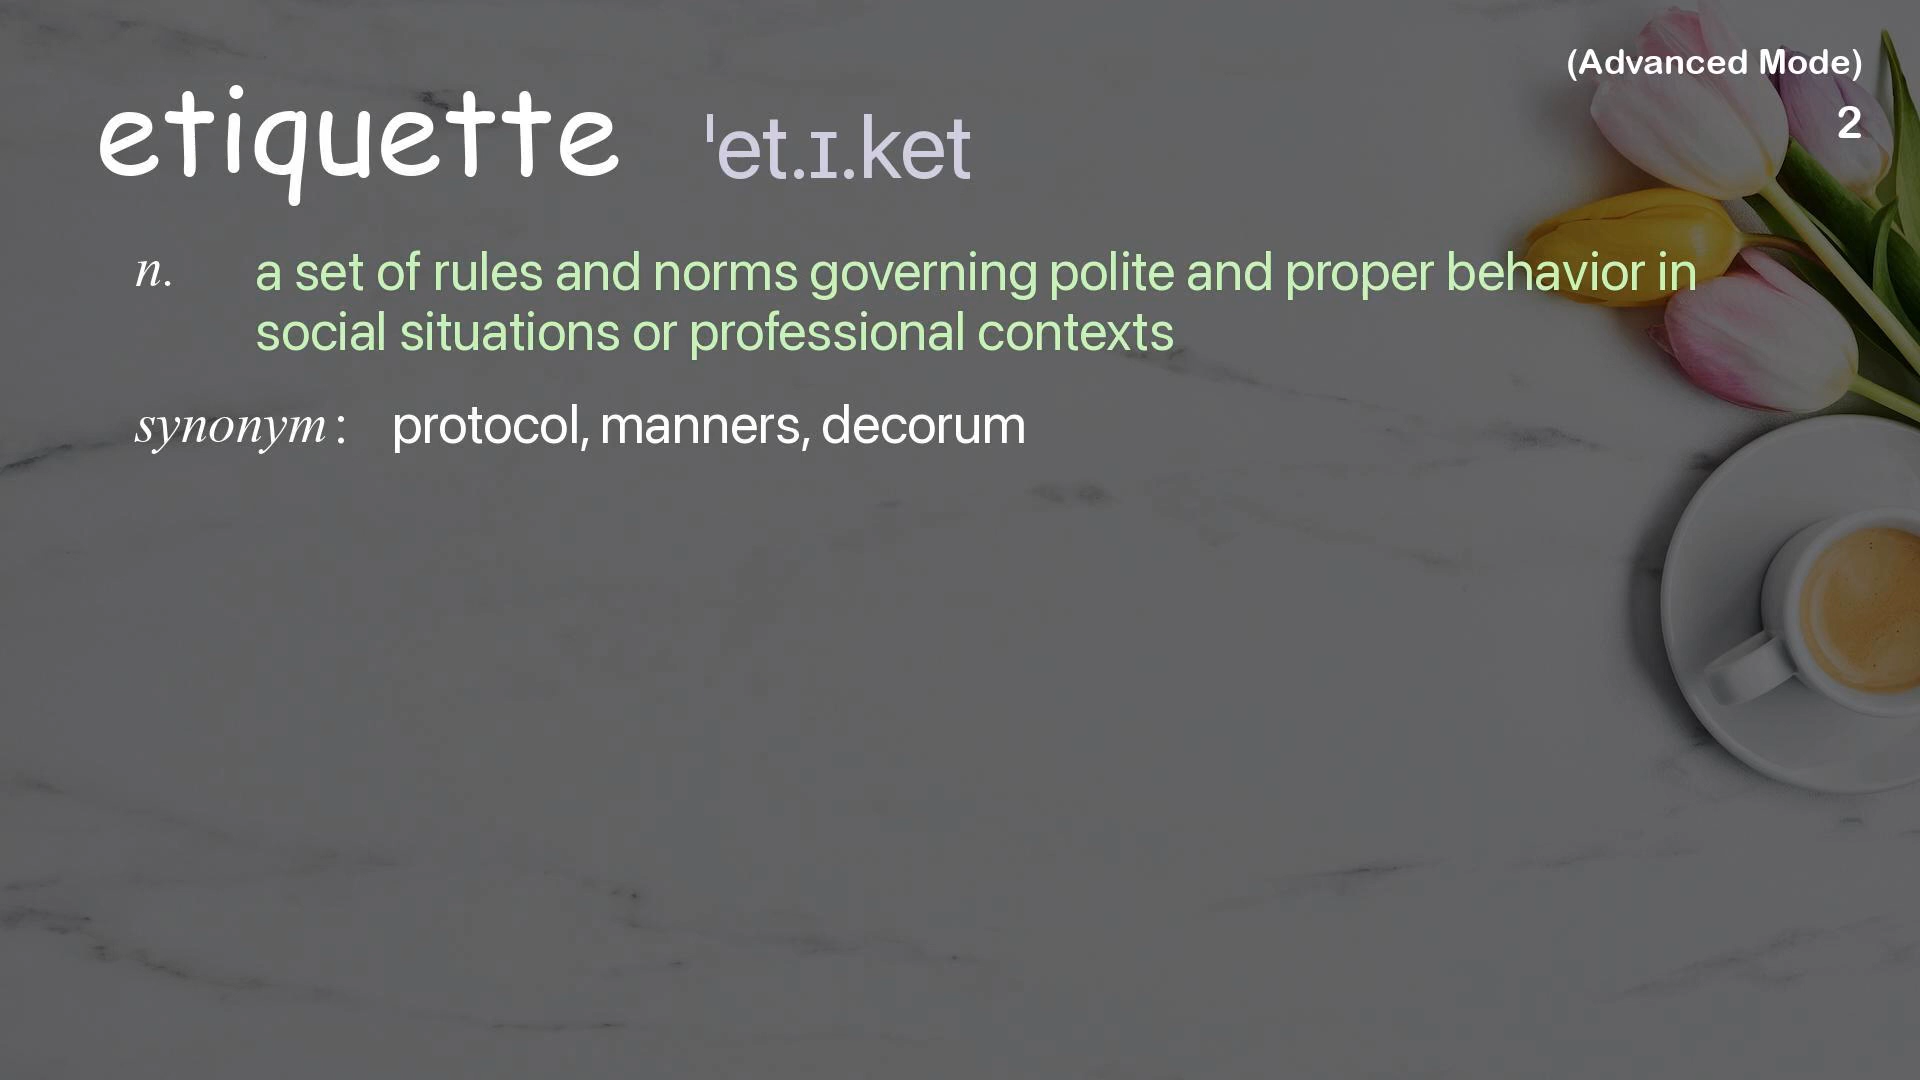 (Advanced Mode)
2
etiquette ˈet.ɪ.ket
n. a set of rules and norms governing polite and proper behavior in
social situations or professional contexts
synonym : protocol, manners, decorum